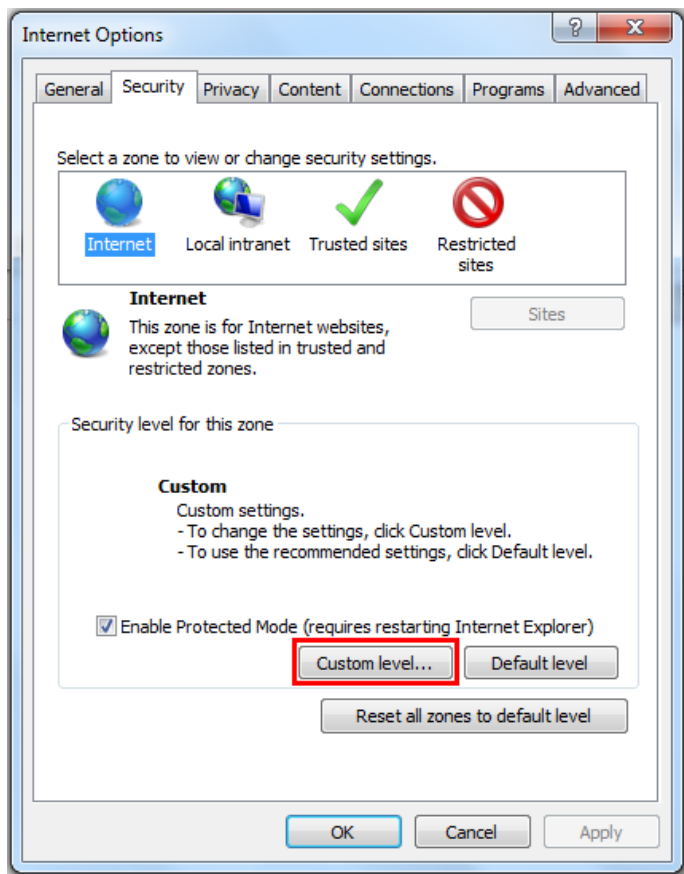 Internet Options
General Security Privacy Content Connections Programs Advanced
Select a zone to view or change security settings.
Internet Local intranet Trusted sites Restricted
sites
Internet
Sites
This zone is for Internet websites,
except those listed in trusted and
restricted zones.
Security level for this zone
Custom
Custom settings.
- To change the settings, click Custom level.
- To use the recommended settings, click Default level.
Enable Protected Mode (requires restarting Internet Explorer)
Custom level... Default level
Reset all zones to default level
OK Cancel Apply